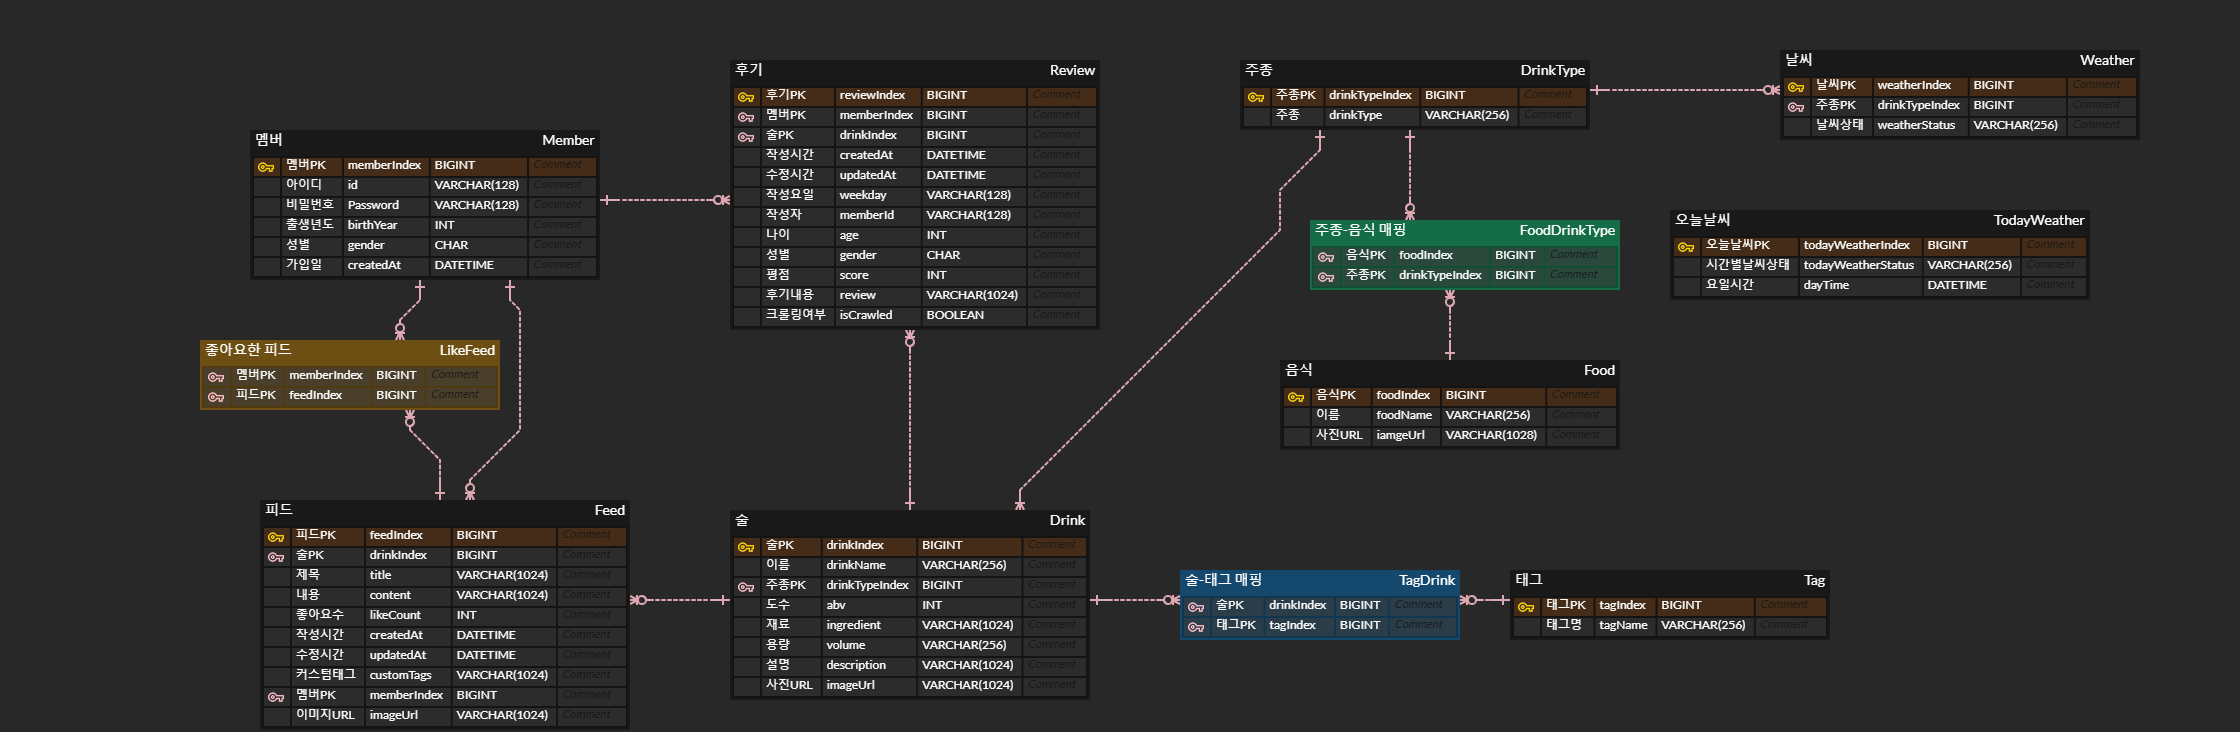 멤버 Member
멤버PK memberIndex BIGINT Comment
아이디 id VARCHAR(128) Comment
비밀번호 Password VARCHAR(128) Comment
출생년도 birthYear INT Comment
성별 gender CHAR Comment
가입일 createdAt DATETIME Comment
좋아요한 피드 LikeFeed
멤버PK memberIndex BIGINT Comment
피드PK feedIndex BIGINT Comment
피드 Feed
피드PK feedIndex BIGINT Comment
술PK drinkIndex BIGINT Comment
제목 title VARCHAR(1024) Comment
내용 content VARCHAR(1024) Comment
좋아요수 likeCount INT Comment
작성시간 createdAt DATETIME Comment
수정시간 updatedAt DATETIME Comment
커스텀태그 customTags VARCHAR(1024) Comment
멤버PK memberIndex BIGINT Comment
이미지URL imageUrl VARCHAR(1024) Comment
후기 Review
후기PK reviewIndex BIGINT Comment
멤버PK memberIndex BIGINT Comment
술PK drinkIndex BIGINT Comment
작성시간 createdAt DATETIME Comment
수정시간 updatedAt DATETIME Comment
작성요일 weekday VARCHAR(128) Comment
작성자 memberId VARCHAR(128) Comment
나이 age INT Comment
성별 gender CHAR Comment
평점 score INT Comment
후기내용 review VARCHAR(1024) Comment
크롤링여부 isCrawled BOOLEAN Comment
술 Drink
술PK drinkIndex BIGINT Comment
이름 drinkName VARCHAR(256) Comment
주종PK drinkTypeIndex BIGINT Comment
도수 abv INT Comment
재료 ingredient VARCHAR(1024) Comment
용량 volume VARCHAR(256) Comment
설명 description VARCHAR(1024) Comment
사진URL imageUrl VARCHAR(1024) Comment
주종 DrinkType
주종PK drinkTypeIndex BIGINT Comment
주종 drinkType VARCHAR(256) Comment
주종-음식 매핑 FoodDrinkType
음식PK foodIndex BIGINT Comment
주종PK drinkTypeIndex BIGINT Comment
음식 Food
음식PK foodIndex BIGINT Comment
이름 foodName VARCHAR(256) Comment
사진URL iamgeUrl VARCHAR(1028) Comment
술-태그 매핑 TagDrink
술PK drinkIndex BIGINT Comment
태그PK tagIndex BIGINT Comment
태그 Tag
태그PK tagIndex BIGINT Comment
태그명 tagName VARCHAR(256) Comment
날씨 Weather
날씨PK weatherIndex BIGINT Comment
주종PK drinkTypeIndex BIGINT Comment
날씨상태 weatherStatus VARCHAR(256) Comment
오늘날씨 TodayWeather
오늘날씨PK todayWeatherIndex BIGINT Comment
시간별날씨상태 todayWeatherStatus VARCHAR(256) Comment
요일시간 dayTime DATETIME Comment